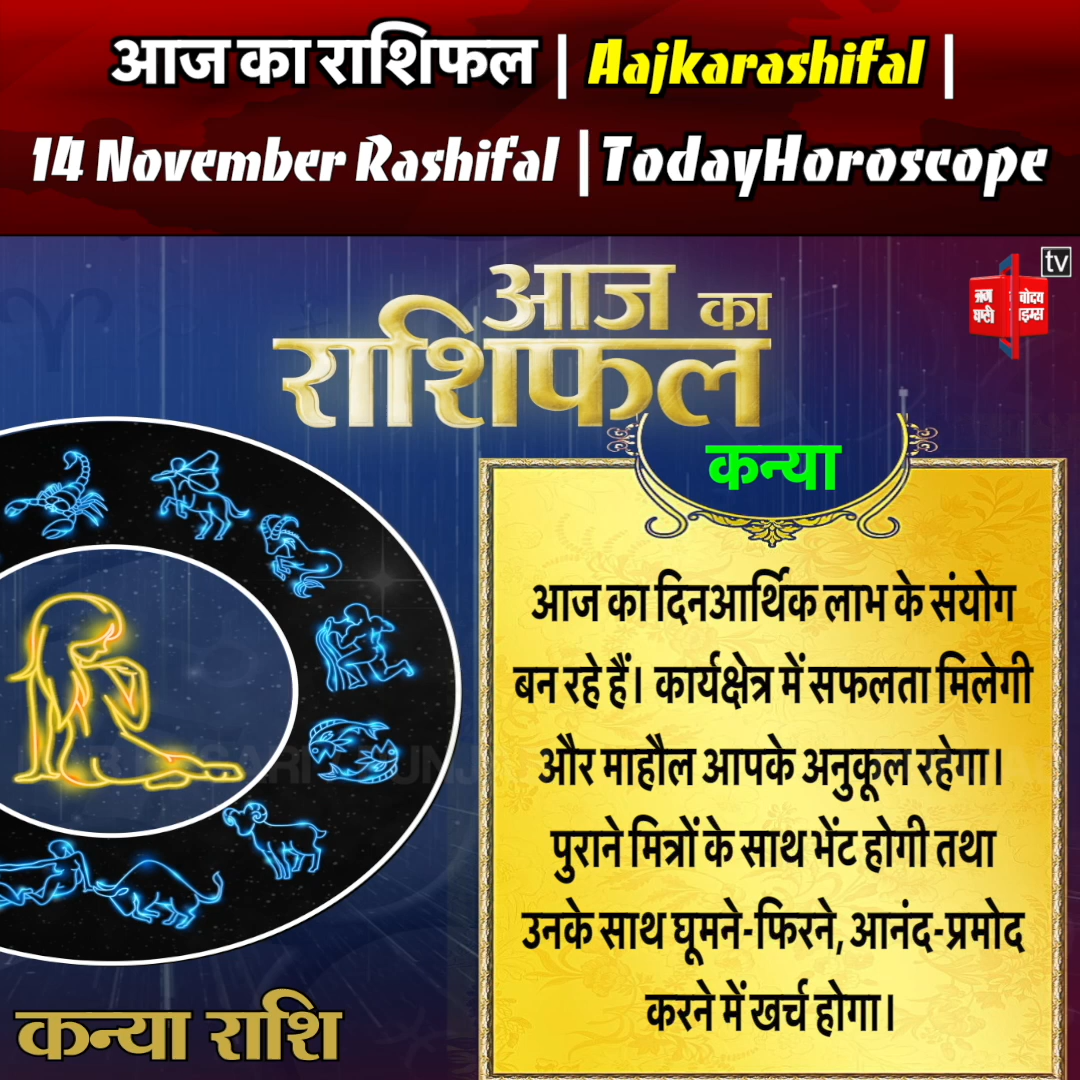 आज का राशिफल | Aajkarashifal |
14 November Rashifal | TodayHoroscope
tv
आज का
राशिफल
कन्या
आज का दिनआर्थिक लाभ के संयोग
बन रहे हैं। कार्यक्षेत्र में सफलता मिलेगी
और माहौल आपके अनुकूल रहेगा।
पुराने मित्रों के साथ भेंट होगी तथा
उनके साथ घूमने-फिरने, आनंद-प्रमोद
करने में खर्च होगा।
कन्या राशि